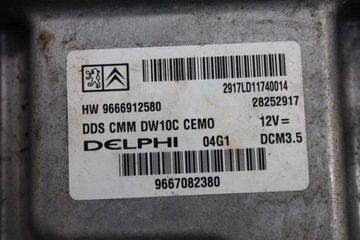 2917LD11740014
HW 9666912580 28252917
DDS CMM DW10C CEMO 12V=
DELPHI 04G1 DCM3.5
9667082380